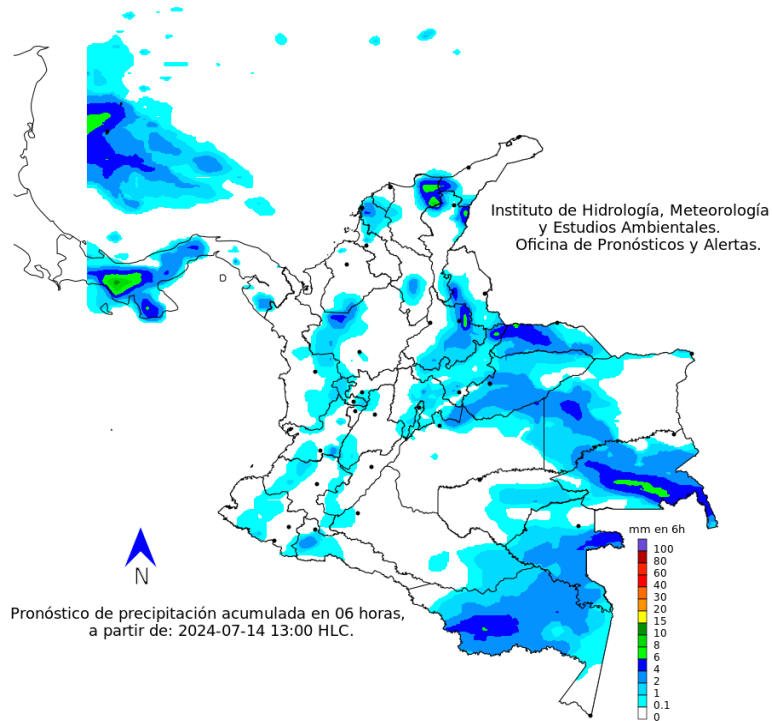 Instituto de Hidrología, Meteorología
y Estudios Ambientales.
Oficina de Pronósticos y Alertas.
mm en 6h
100
80
60
40
30
20
15
10
8
6
4
2
1
0.1
0
N
Pronóstico de precipitación acumulada en 06 horas,
a partir de: 2024-07-14 13:00 HLC.